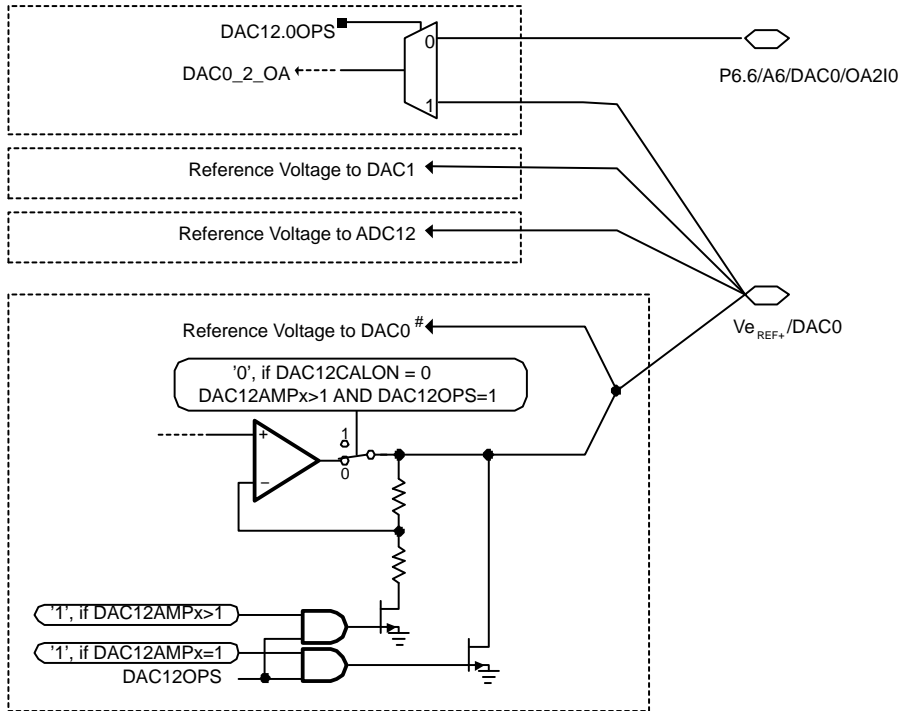 DAC12.0OPS
0
DAC0_2_OA
P6.6/A6/DAC0/OA2I0
1
Reference Voltage to DAC1
Reference Voltage to ADC12
Reference Voltage to DAC0 #
VeREF+/DAC0
'0', if DAC12CALON = 0
DAC12AMPx>1 AND DAC12OPS=1
+
1
0
−
'1', if DAC12AMPx>1
'1', if DAC12AMPx=1
DAC12OPS